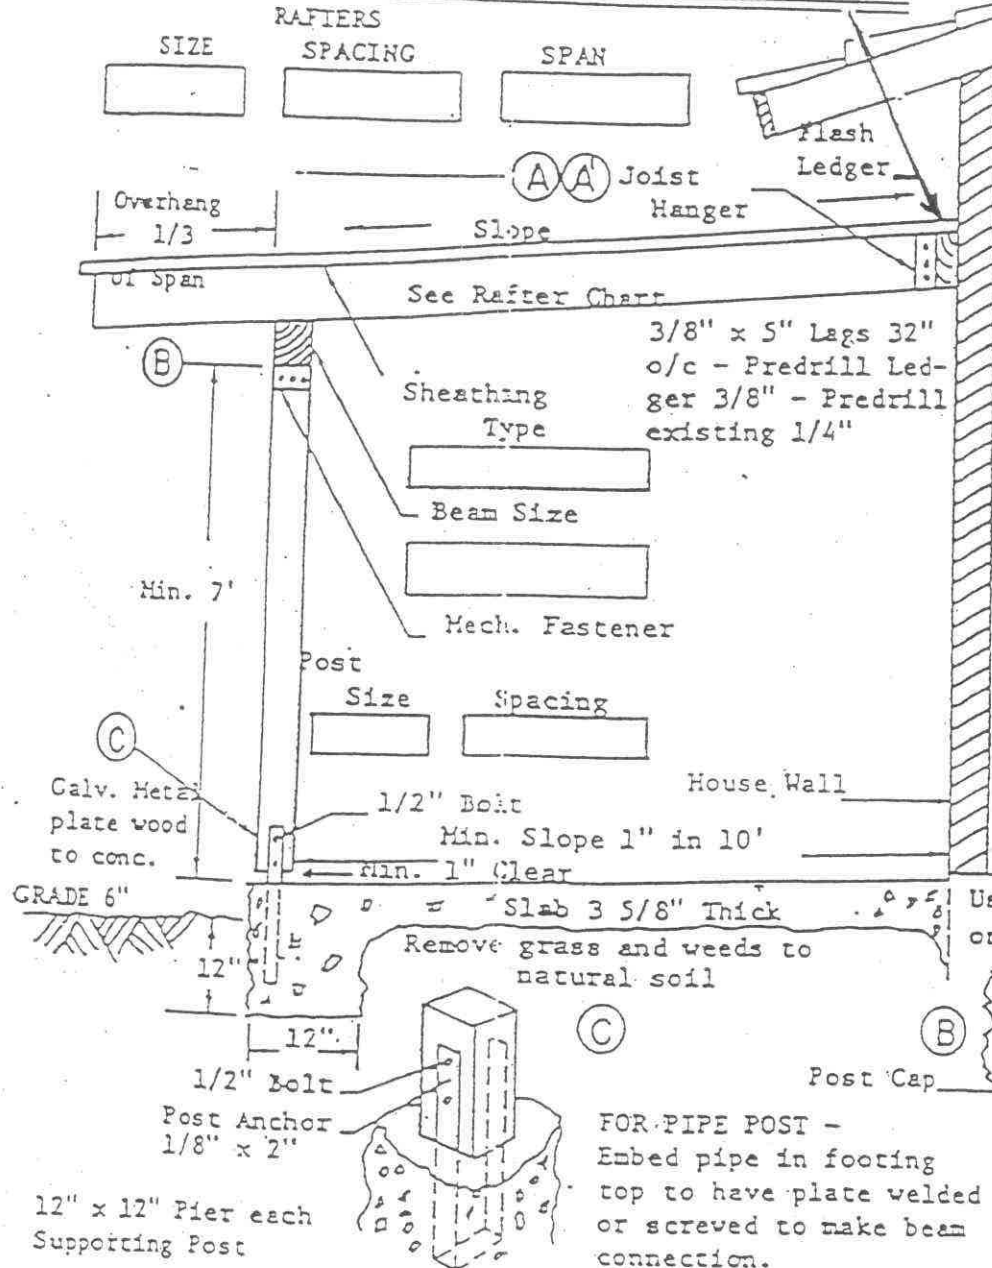 RAFTERS
SIZE SPACING SPAN
Flash
Ledger
A A' Joist
Hanger
Overhang
1/3
Of Span
Slope
See Rafter Chart
3/8" x 5" Lags 32"
o/c - Predrill Led-
ger 3/8" - Predrill
existing 1/4"
B
Sheathing
Type
Beam Size
Min. 7'
Mech. Fastener
Post
Size Spacing
C
Galv. Metal
plate wood
to conc.
1/2" Bolt
House Wall
Min. Slope 1" in 10'
Min. 1" Clear
GRADE 6"
Slab 3 5/8" Thick
Remove grass and weeds to
natural soil
12"
12"
C
B
1/2" Bolt
Post Anchor
1/8" x 2"
Post Cap
12" x 12" Pier each
Supporting Post
FOR PIPE POST -
Embed pipe in footing
top to have plate welded
or screwed to make beam
connection.